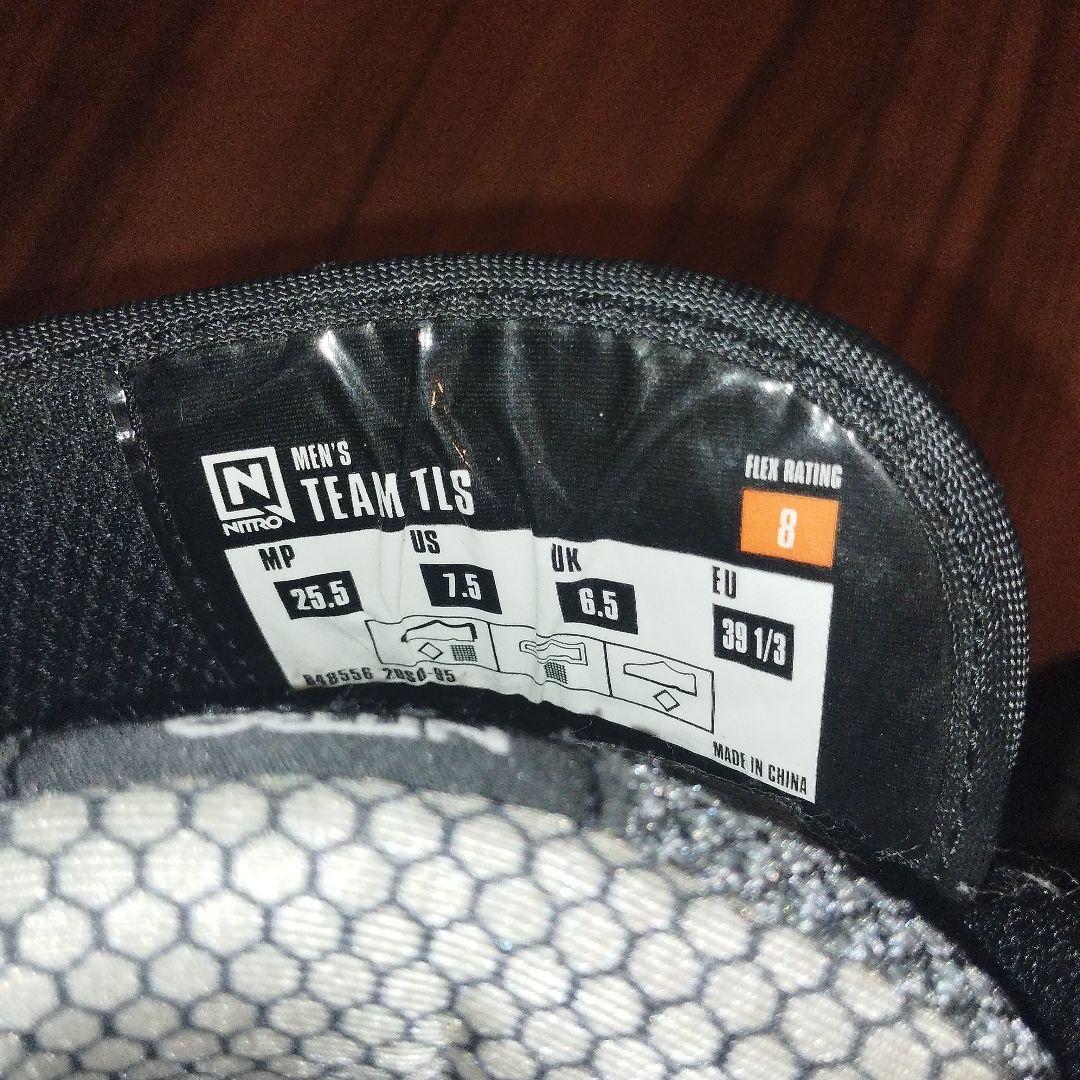 N
NITRO
MEN'S
TEAM TLS
FLEX RATING
8
MP US UK EU
25.5 7.5 6.5 39 1/3
MADE IN CHINA